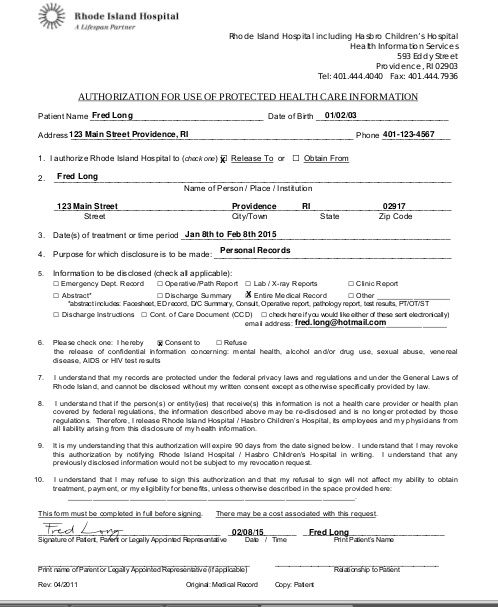 Rhode Island Hospital
A Lifespan Partner
Rhode Island Hospital including Hasbro Children's Hospital
Health Information Services
593 Eddy Street
Providence, RI 02903
Tel: 401.444.4040 Fax: 401.444.7936
AUTHORIZATION FOR USE OF PROTECTED HEALTH CARE INFORMATION
Patient Name Fred Long Date of Birth 01/02/03
Address 123 Main Street Providence, RI Phone 401-123-4567
1. I authorize Rhode Island Hospital to (check one) X ☐ Release To or ☐ Obtain From
2. Fred Long
Name of Person / Place / Institution
123 Main Street Providence RI 02917
Street City/Town State Zip Code
3. Date(s) of treatment or time period Jan 8th to Feb 8th 2015
4. Purpose for which disclosure is to be made: Personal Records
5. Information to be disclosed (check all applicable):
☐ Emergency Dept. Record ☐ Operative/Path Report ☐ Lab / X-ray Reports ☐ Clinic Report
☐ Abstract* ☐ Discharge Summary X Entire Medical Record ☐ Other
*abstract includes: Facesheet, ED record, D/C Summary, Consult, Operative report, pathology report, test results, PT/OT/ST
☐ Discharge Instructions ☐ Cont. of Care Document (CCD) ☐ check here if you would like either of these sent electronically)
email address: fred.long@hotmail.com
6. Please check one: I hereby X Consent to ☐ Refuse
the release of confidential information concerning: mental health, alcohol and/or drug use, sexual abuse, venereal
disease, AIDS or HIV test results
7. I understand that my records are protected under the federal privacy laws and regulations and under the General Laws of
Rhode Island, and cannot be disclosed without my written consent except as otherwise specifically provided by law.
8. I understand that if the person(s) or entity(ies) that receive(s) this information is not a health care provider or health plan
covered by federal regulations, the information described above may be re-disclosed and is no longer protected by those
regulations. Therefore, I release Rhode Island Hospital / Hasbro Children's Hospital, its employees and my physicians from
all liability arising from this disclosure of my health information.
9. It is my understanding that this authorization will expire 90 days from the date signed below. I understand that I may revoke
this authorization by notifying Rhode Island Hospital / Hasbro Children's Hospital in writing. I understand that any
previously disclosed information would not be subject to my revocation request.
10. I understand that I may refuse to sign this authorization and that my refusal to sign will not affect my ability to obtain
treatment, payment, or my eligibility for benefits, unless otherwise described in the space provided here:
This form must be completed in full before signing. There may be a cost associated with this request.
Fred Long 02/08/15 Fred Long
Signature of Patient, Parent or Legally Appointed Representative Date / Time Print Patient's Name
Print name of Parent or Legally Appointed Representative (if applicable) Relationship to Patient
Rev: 04/2011 Original: Medical Record Copy: Patient